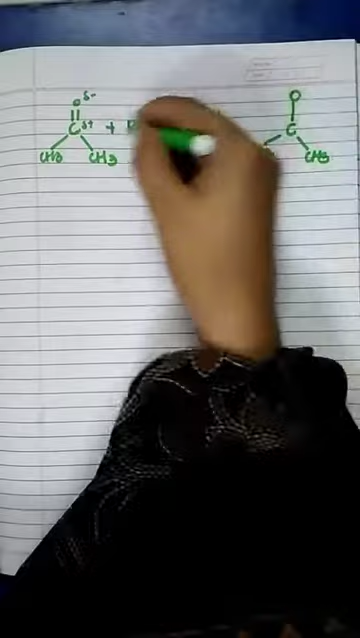 O δ- O
C δ+ + C
CH3 CH3 CH3